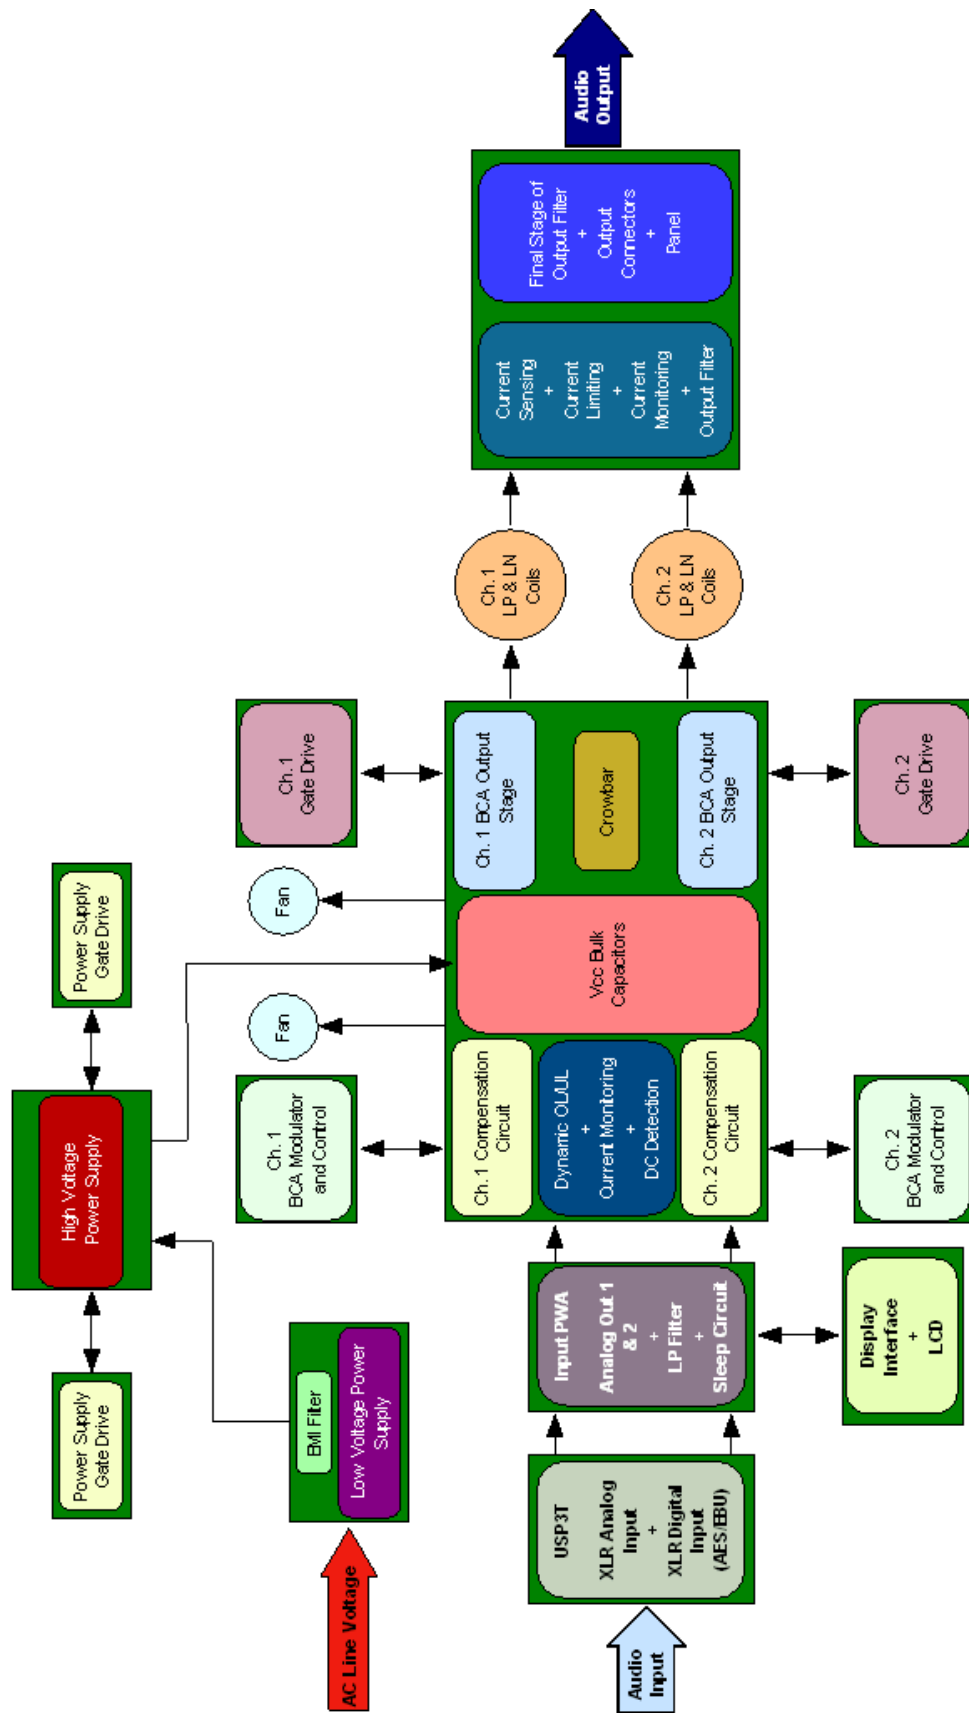 Power Supply
Gate Drive
High Voltage
Power Supply
Power Supply
Gate Drive
AC Line Voltage
EMI Filter
Low Voltage Power
Supply
Ch. 1
BCA Modulator
and Control
Fan
Fan
Ch. 1
Gate Drive
Audio
Input
USP3T
XLR Analog
Input
+
XLR Digital
Input
(AES/EBU)
Input PWA
Analog Out 1
& 2
+
LP Filter
+
Sleep Circuit
Ch. 1 Compensation
Circuit
Dynamic OL/UL
+
Current Monitoring
+
DC Detection
Ch. 2 Compensation
Circuit
Vcc Bulk
Capacitors
Ch. 1 BCA Output
Stage
Crowbar
Ch. 2 BCA Output
Stage
Ch. 1
LP & LN
Coils
Ch. 2
LP & LN
Coils
Current
Sensing
+
Current
Limiting
+
Current
Monitoring
+
Output Filter
Final Stage of
Output Filter
+
Output
Connectors
+
Panel
Audio
Output
Display
Interface
+
LCD
Ch. 2
BCA Modulator
and Control
Ch. 2
Gate Drive